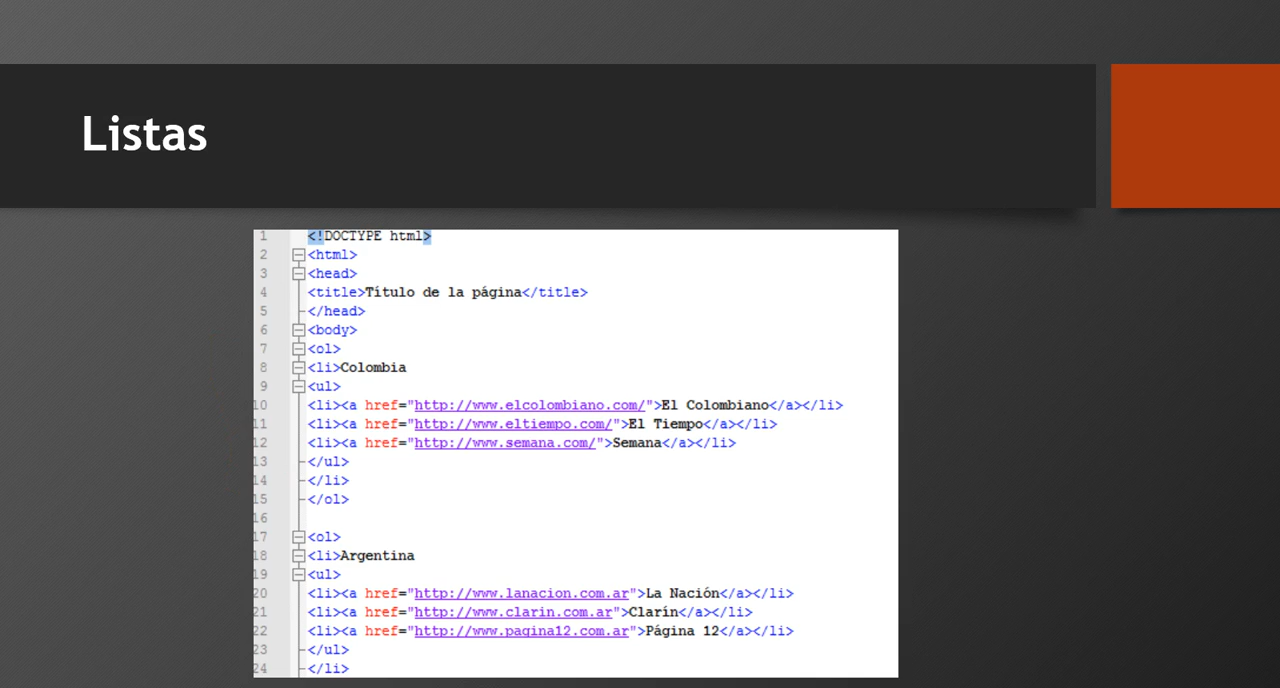 Listas
1 <!DOCTYPE html>
2 <html>
3 <head>
4 <title>Título de la página</title>
5 </head>
6 <body>
7 <ol>
8 <li>Colombia
9 <ul>
10 <li><a href="http://www.elcolombiano.com/">El Colombiano</a></li>
11 <li><a href="http://www.eltiempo.com/">El Tiempo</a></li>
12 <li><a href="http://www.semana.com/">Semana</a></li>
13 </ul>
14 </li>
15 </ol>
16
17 <ol>
18 <li>Argentina
19 <ul>
20 <li><a href="http://www.lanacion.com.ar">La Nación</a></li>
21 <li><a href="http://www.clarin.com.ar">Clarín</a></li>
22 <li><a href="http://www.pagina12.com.ar">Página 12</a></li>
23 </ul>
24 </li>